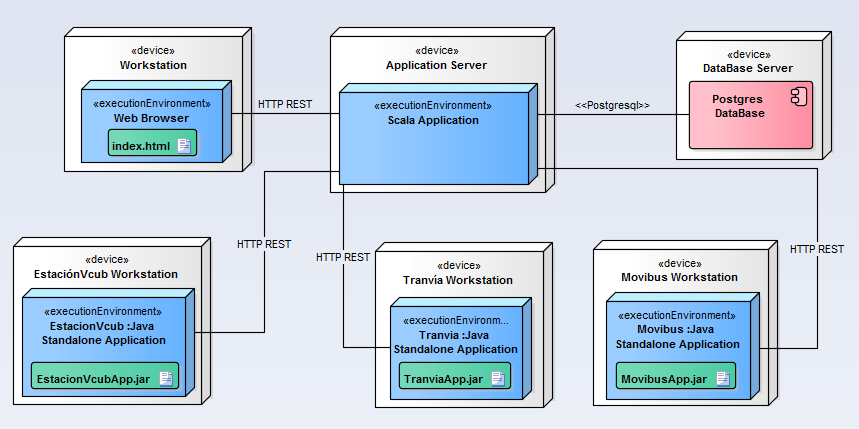 «device»
Workstation
«executionEnvironment»
Web Browser
index.html
HTTP REST
«device»
Application Server
«executionEnvironment»
Scala Application
<<Postgresql>>
«device»
DataBase Server
Postgres
DataBase
HTTP REST
HTTP REST
HTTP REST
«device»
EstaciónVcub Workstation
«executionEnvironment»
EstacionVcub :Java
Standalone Application
EstacionVcubApp.jar
«device»
Tranvía Workstation
«executionEnvironm...
Tranvia :Java
Standalone Application
TranviaApp.jar
«device»
Movibus Workstation
«executionEnvironment»
Movibus :Java
Standalone Application
MovibusApp.jar